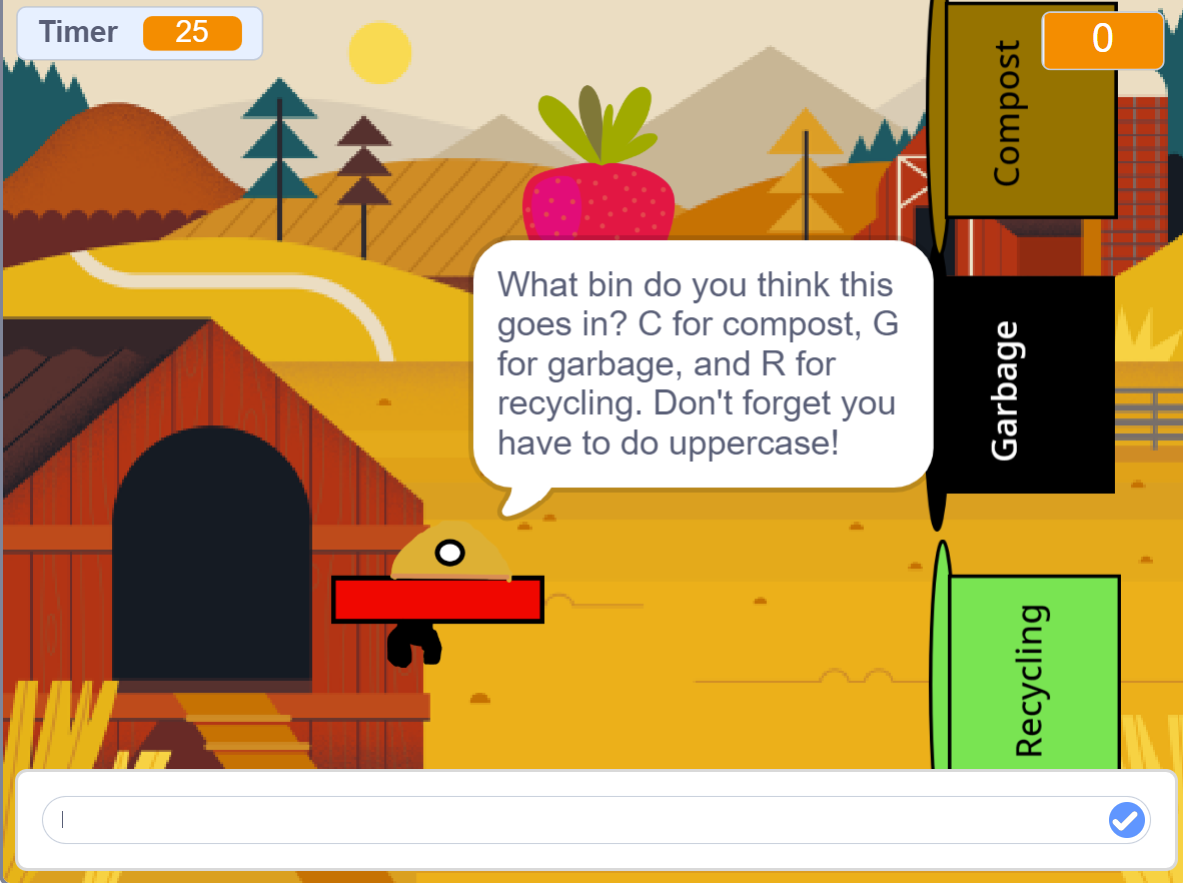 Timer 25
0
Compost
What bin do you think this
goes in? C for compost, G
for garbage, and R for
recycling. Don't forget you
have to do uppercase!
Garbage
Recycling